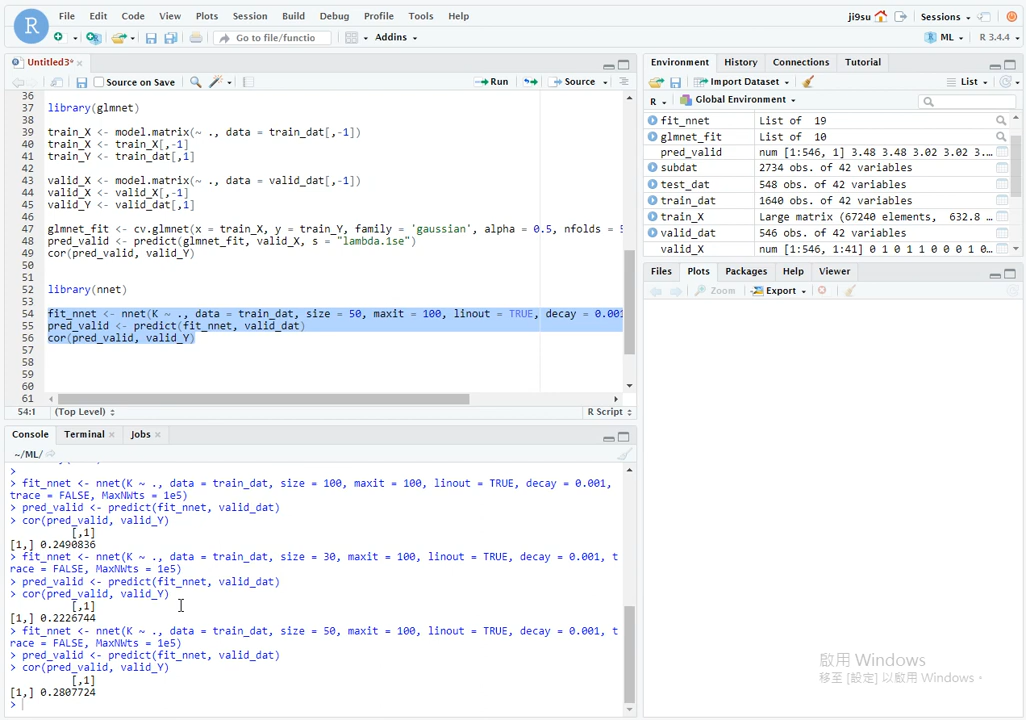 File Edit Code View Plots Session Build Debug Profile Tools Help
ji9su Sessions
R Go to file/functio Addins
ML R 3.4.4
Untitled3*
Source on Save Run Source
36
37 library(glmnet)
38
39 train_X <- model.matrix(~ ., data = train_dat[,-1])
40 train_X <- train_X[,-1]
41 train_Y <- train_dat[,1]
42
43 valid_X <- model.matrix(~ ., data = valid_dat[,-1])
44 valid_X <- valid_X[,-1]
45 valid_Y <- valid_dat[,1]
46
47 glmnet_fit <- cv.glmnet(x = train_X, y = train_Y, family = 'gaussian', alpha = 0.5, nfolds = 5
48 pred_valid <- predict(glmnet_fit, valid_X, s = "lambda.1se")
49 cor(pred_valid, valid_Y)
50
51
52 library(nnet)
53
54 fit_nnet <- nnet(K ~ ., data = train_dat, size = 50, maxit = 100, linout = TRUE, decay = 0.001
55 pred_valid <- predict(fit_nnet, valid_dat)
56 cor(pred_valid, valid_Y)
57
58
59
60
61
54:1 (Top Level) R Script
Console Terminal Jobs
~/ML/
>
> fit_nnet <- nnet(K ~ ., data = train_dat, size = 100, maxit = 100, linout = TRUE, decay = 0.001,
trace = FALSE, MaxNWts = 1e5)
> pred_valid <- predict(fit_nnet, valid_dat)
> cor(pred_valid, valid_Y)
[,1]
[1,] 0.2490836
> fit_nnet <- nnet(K ~ ., data = train_dat, size = 30, maxit = 100, linout = TRUE, decay = 0.001, t
race = FALSE, MaxNWts = 1e5)
> pred_valid <- predict(fit_nnet, valid_dat)
> cor(pred_valid, valid_Y)
[,1]
[1,] 0.2226744
> fit_nnet <- nnet(K ~ ., data = train_dat, size = 50, maxit = 100, linout = TRUE, decay = 0.001, t
race = FALSE, MaxNWts = 1e5)
> pred_valid <- predict(fit_nnet, valid_dat)
> cor(pred_valid, valid_Y)
[,1]
[1,] 0.2807724
>
Environment History Connections Tutorial
Import Dataset List
R Global Environment
fit_nnet List of 19
glmnet_fit List of 10
pred_valid num [1:546, 1] 3.48 3.48 3.02 3.02 3...
subdat 2734 obs. of 42 variables
test_dat 548 obs. of 42 variables
train_dat 1640 obs. of 42 variables
train_X Large matrix (67240 elements, 632.8 ...
valid_dat 546 obs. of 42 variables
valid_X num [1:546, 1:41] 0 1 0 1 1 0 0 0 1 0...
Files Plots Packages Help Viewer
Zoom Export
啟用 Windows
移至 [設定] 以啟用 Windows。